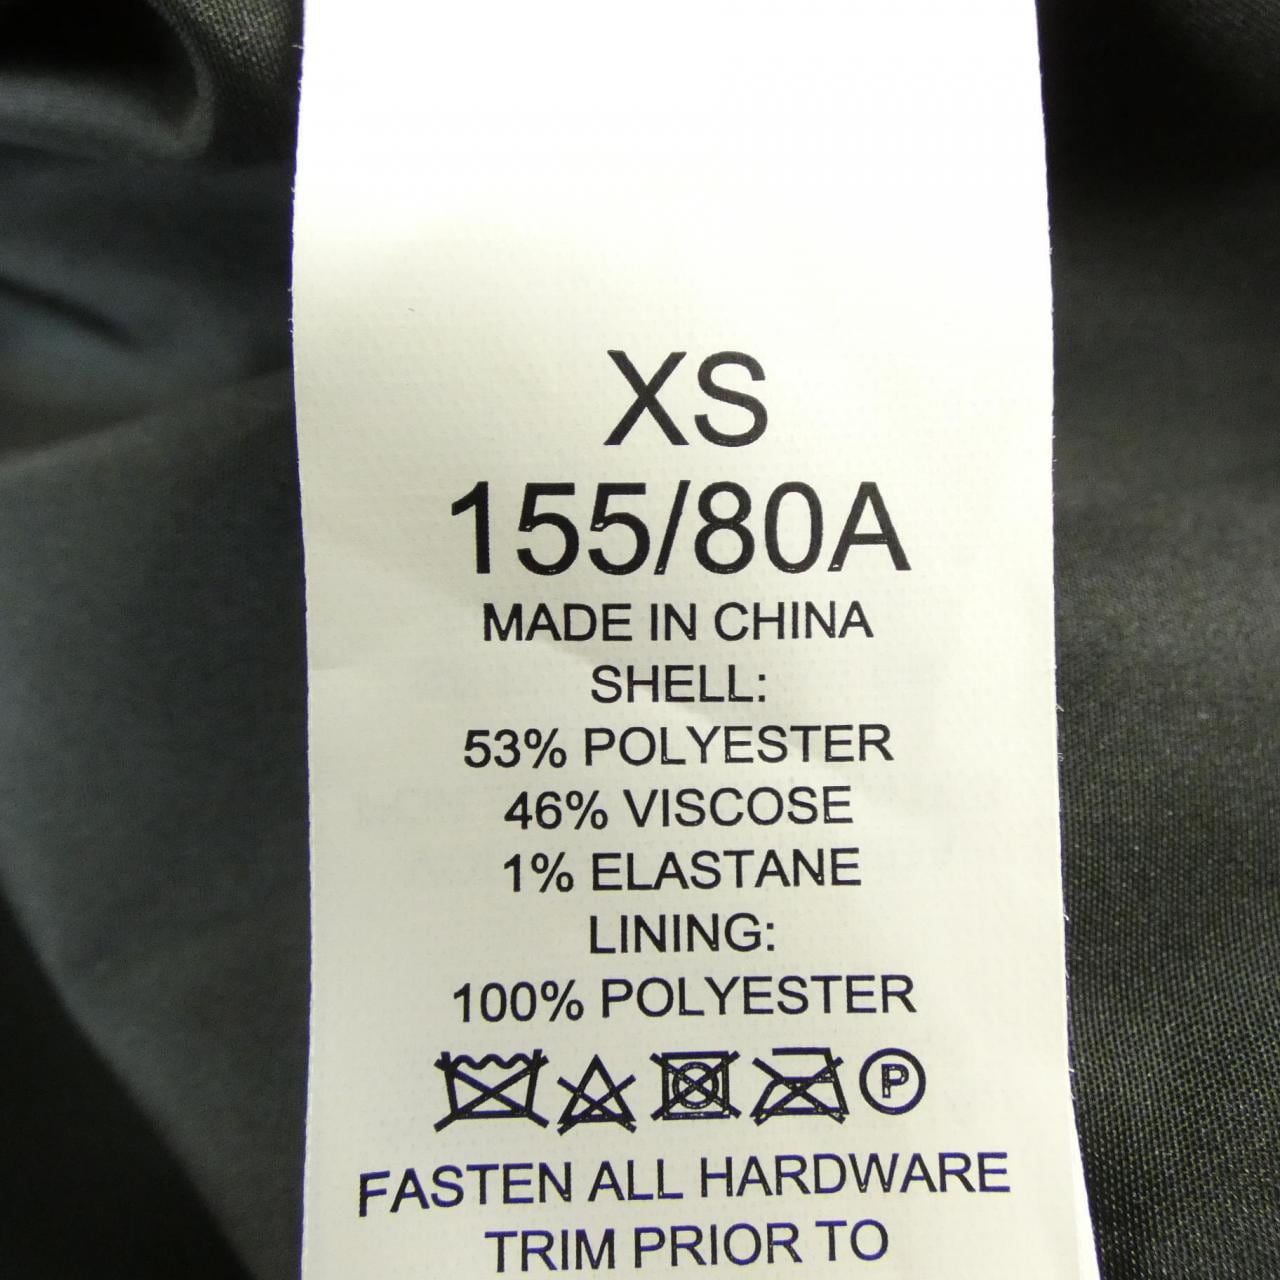 XS
155/80A
MADE IN CHINA
SHELL:
53% POLYESTER
46% VISCOSE
1% ELASTANE
LINING:
100% POLYESTER
P
FASTEN ALL HARDWARE
TRIM PRIOR TO